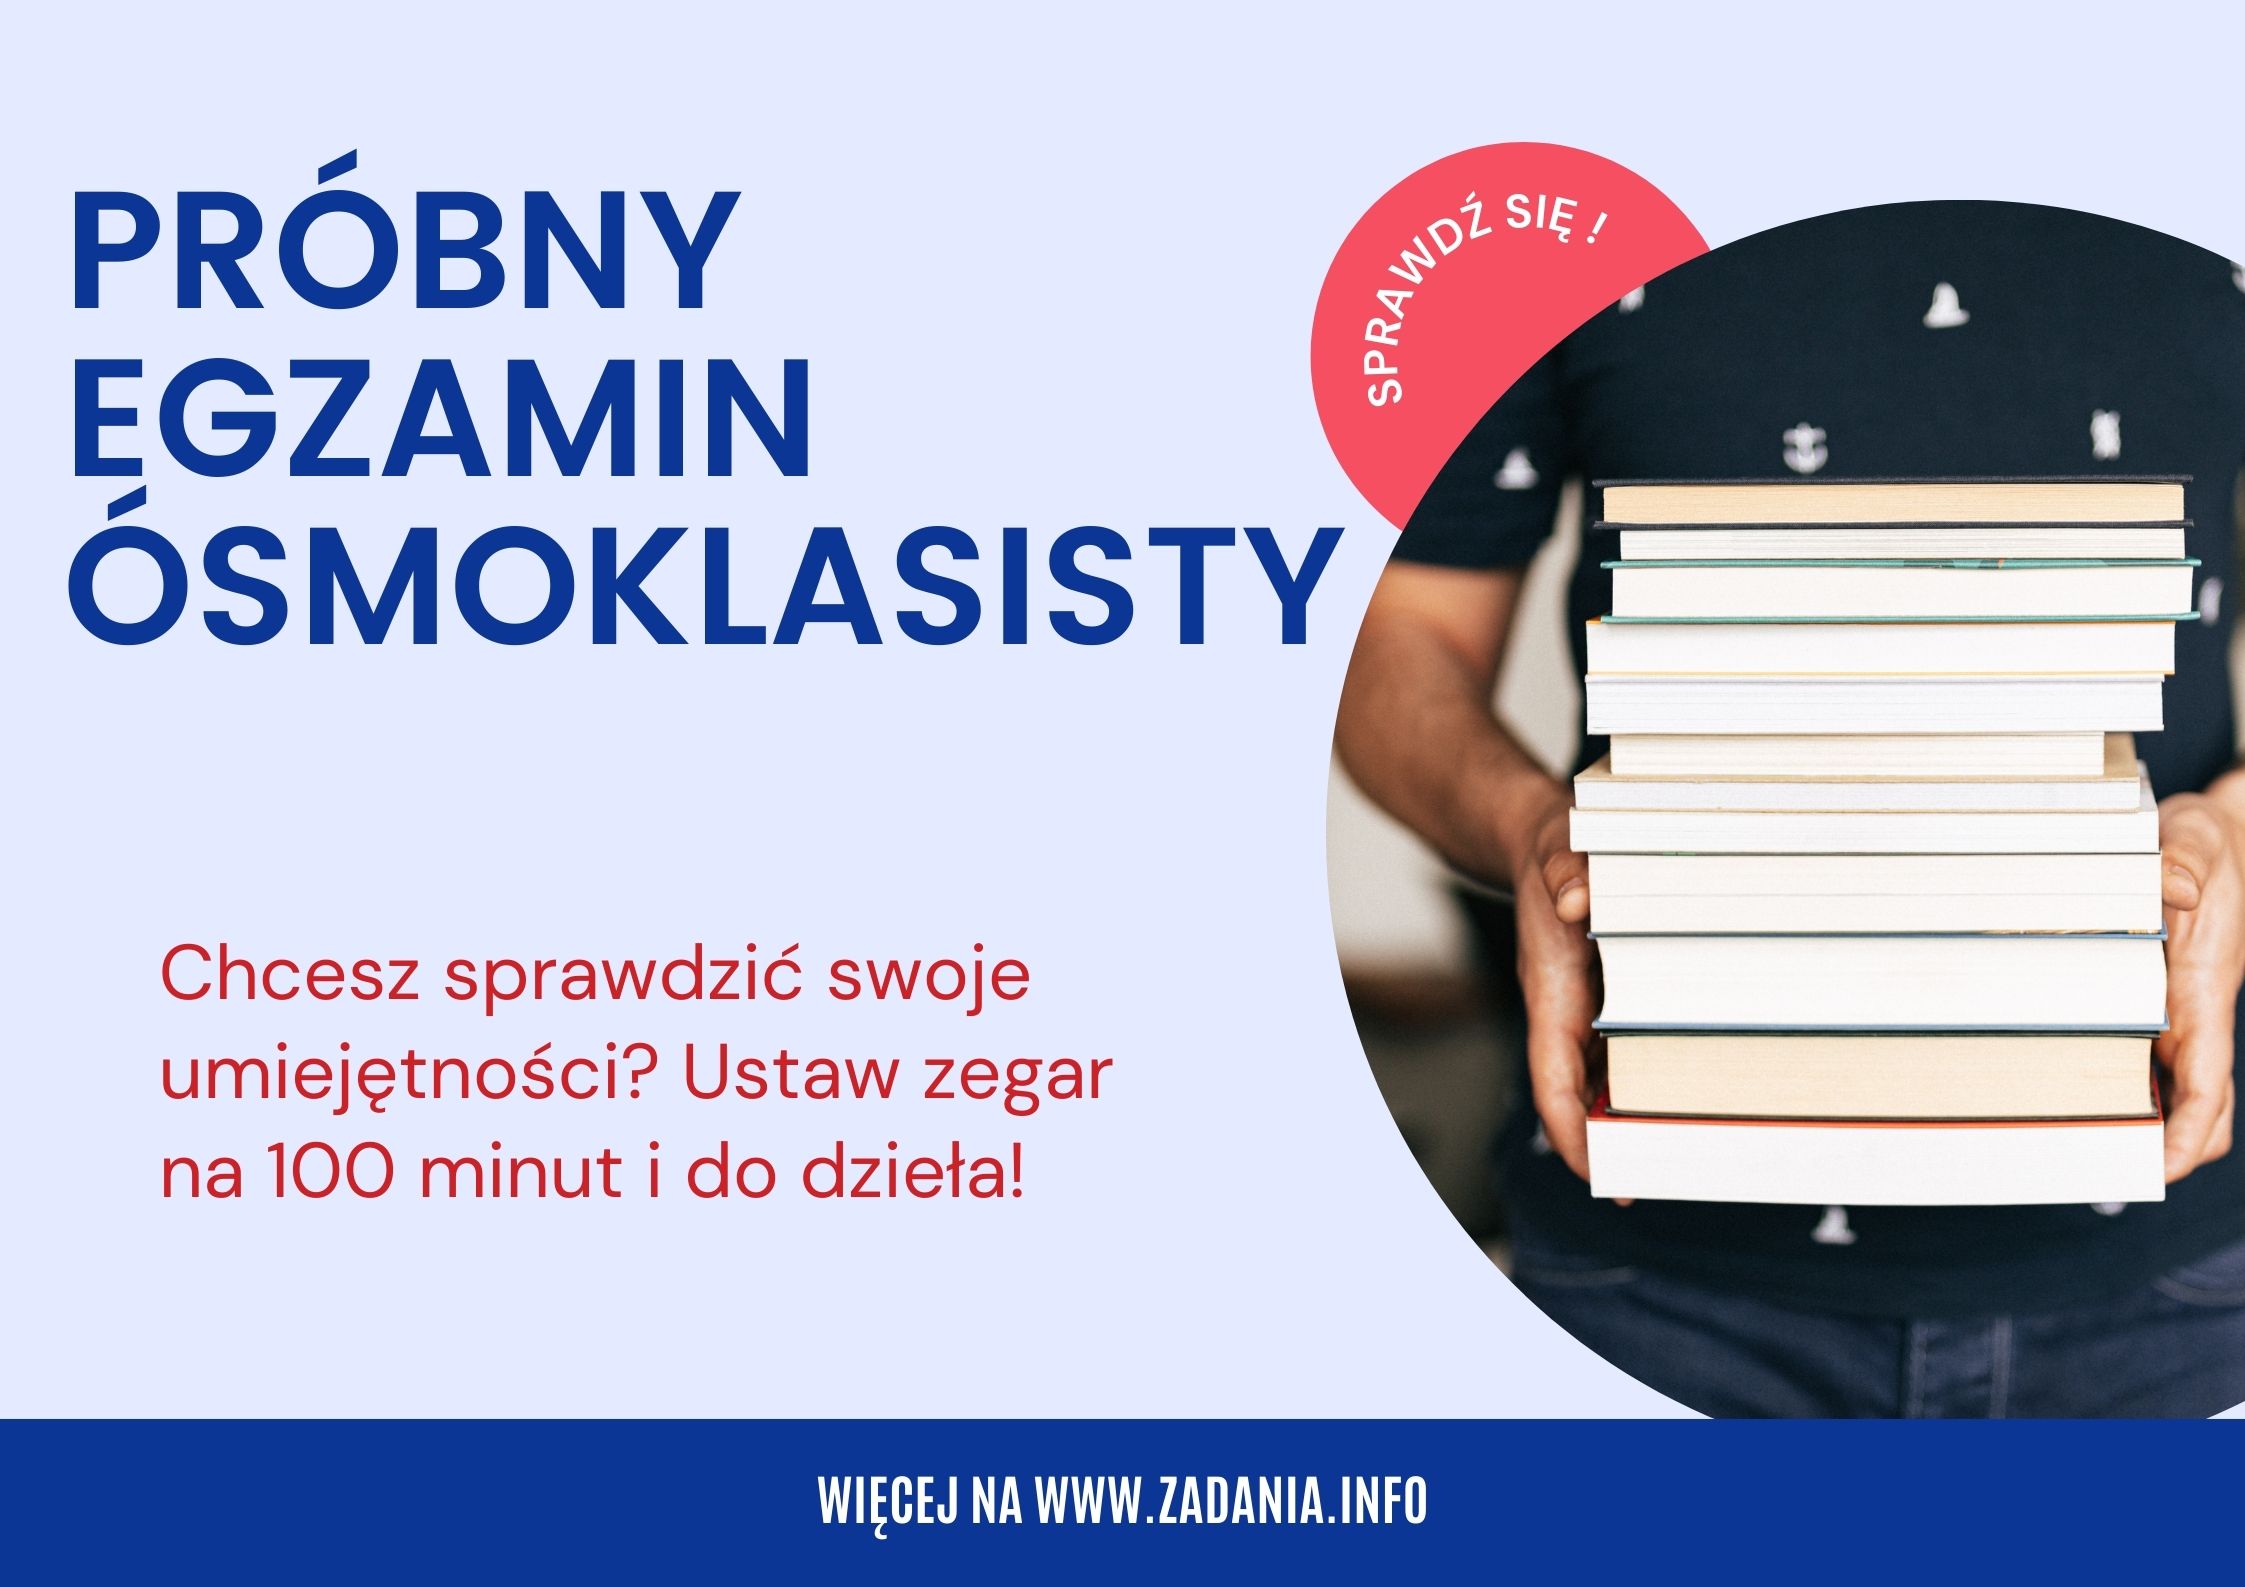 PRÓBNY
EGZAMIN
ÓSMOKLASISTY
SPRAWDŹ SIĘ !
Chcesz sprawdzić swoje
umiejętności? Ustaw zegar
na 100 minut i do dzieła!
WIĘCEJ NA WWW.ZADANIA.INFO